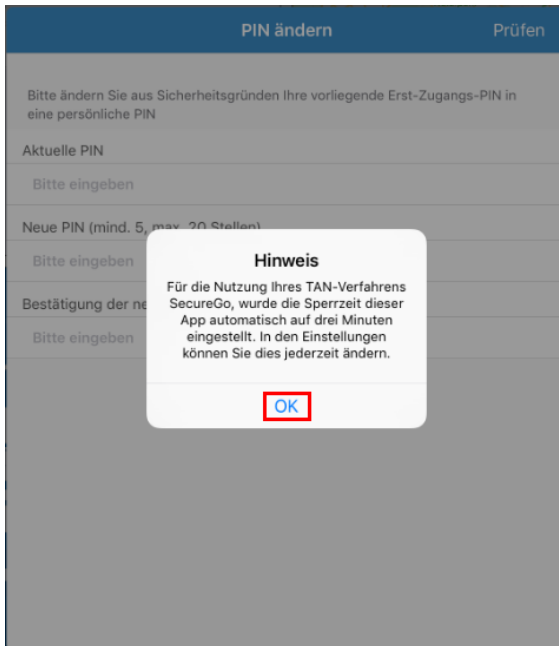 PIN ändern
Prüfen
Bitte ändern Sie aus Sicherheitsgründen Ihre vorliegende Erst-Zugangs-PIN in
eine persönliche PIN
Aktuelle PIN
Bitte eingeben
Neue PIN (mind. 5, max. 20 Stellen)
Bitte eingeben
Bestätigung der ne
Bitte eingeben
Hinweis
Für die Nutzung Ihres TAN-Verfahrens
SecureGo, wurde die Sperrzeit dieser
App automatisch auf drei Minuten
eingestellt. In den Einstellungen
können Sie dies jederzeit ändern.
OK